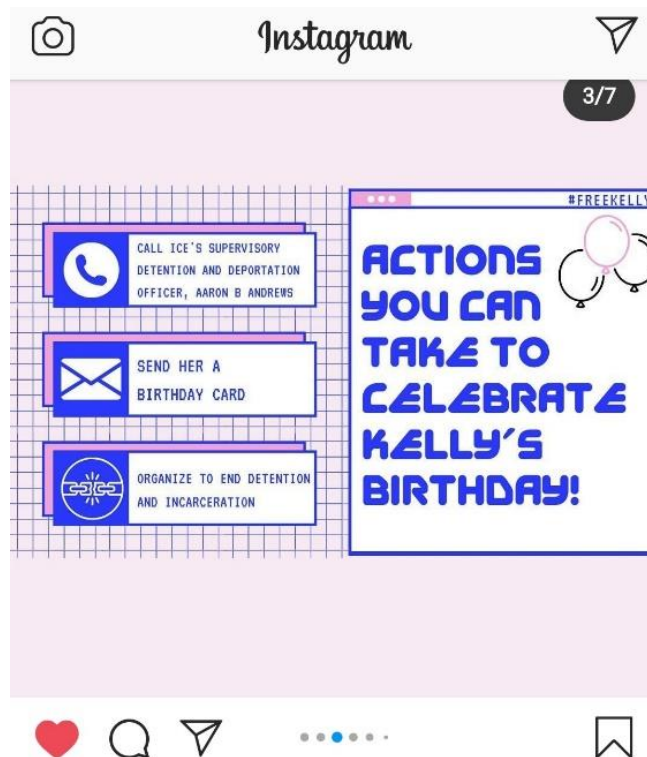 Instagram
3/7
CALL ICE'S SUPERVISORY
DETENTION AND DEPORTATION
OFFICER, AARON B ANDREWS
SEND HER A
BIRTHDAY CARD
ORGANIZE TO END DETENTION
AND INCARCERATION
#FREEKELLY
ACTIONS
YOU CAN
TAKE TO
CELEBRATE
KELLY'S
BIRTHDAY!